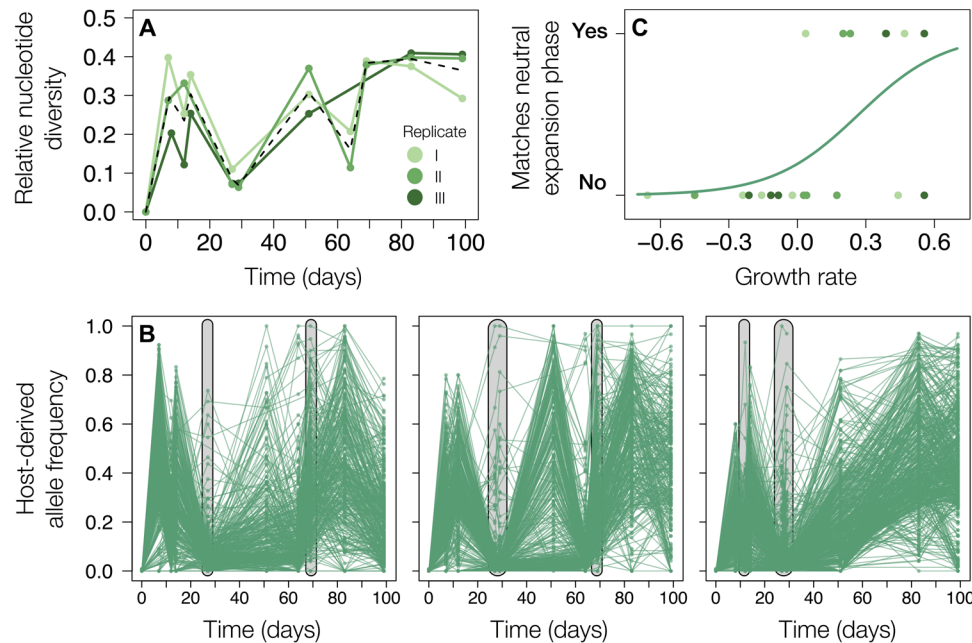 A
Relative nucleotide
diversity
0.5
0.4
0.3
0.2
0.1
0.0
Replicate
I
II
III
0 20 40 60 80 100
Time (days)
C
Matches neutral
expansion phase
Yes
No
−0.6 −0.3 0.0 0.3 0.6
Growth rate
B
Host-derived
allele frequency
1.0
0.8
0.6
0.4
0.2
0.0
0 20 40 60 80 100
Time (days)
0 20 40 60 80 100
Time (days)
0 20 40 60 80 100
Time (days)